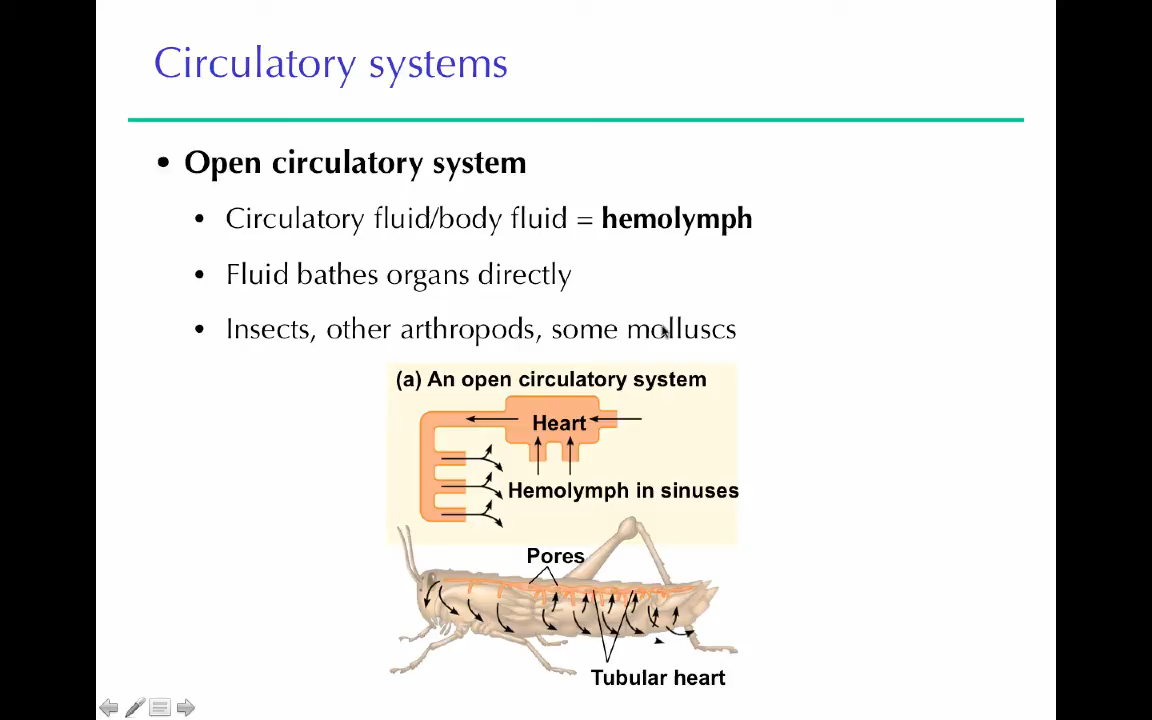 Circulatory systems
• Open circulatory system
• Circulatory fluid/body fluid = hemolymph
• Fluid bathes organs directly
• Insects, other arthropods, some molluscs
(a) An open circulatory system
Heart
Hemolymph in sinuses
Pores
Tubular heart